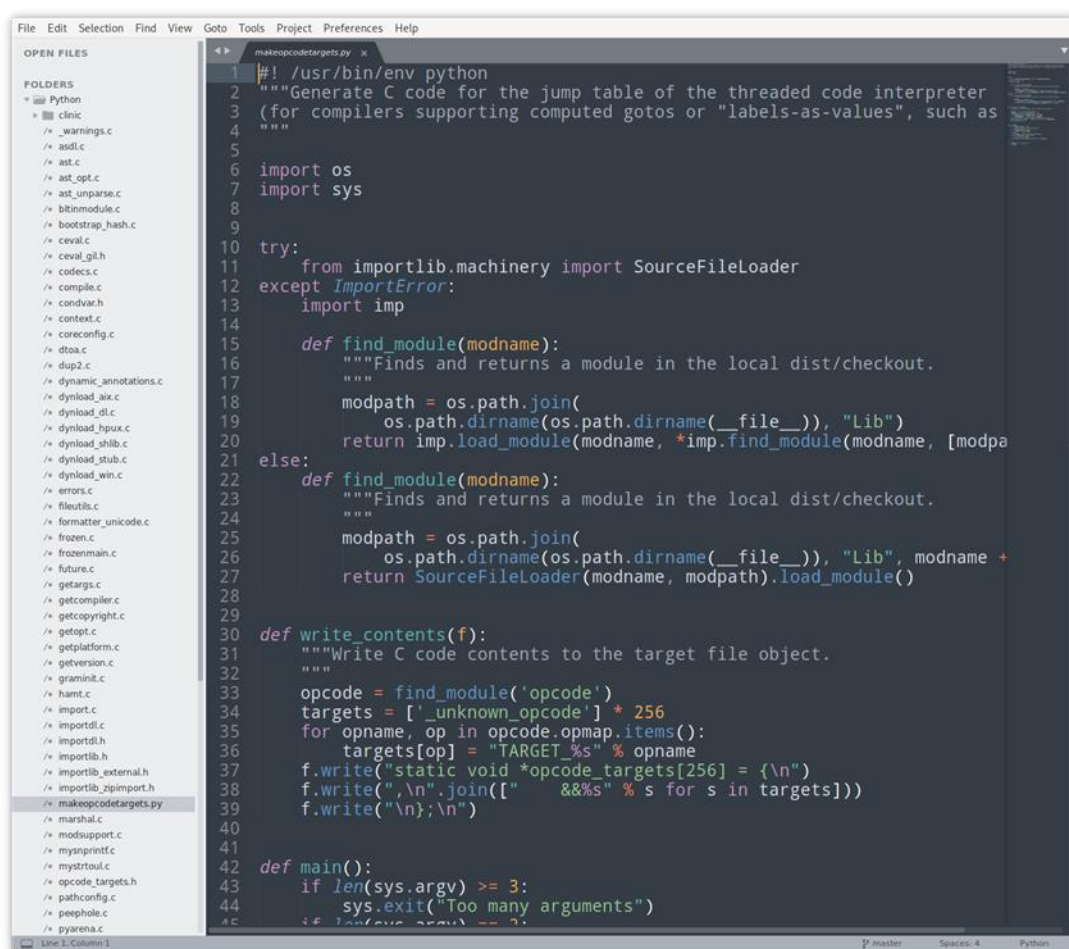 File Edit Selection Find View Goto Tools Project Preferences Help
OPEN FILES
FOLDERS
Python
clinic
/* _warnings.c
/* asdl.c
/* ast.c
/* ast_opt.c
/* ast_unparse.c
/* bltinmodule.c
/* bootstrap_hash.c
/* ceval.c
/* ceval_gil.h
/* codecs.c
/* compile.c
/* condvar.h
/* context.c
/* coreconfig.c
/* dtoa.c
/* dup2.c
/* dynamic_annotations.c
/* dynload_aix.c
/* dynload_dl.c
/* dynload_hpux.c
/* dynload_shlib.c
/* dynload_stub.c
/* dynload_win.c
/* errors.c
/* fileutils.c
/* formatter_unicode.c
/* frozen.c
/* frozenmain.c
/* future.c
/* getargs.c
/* getcompiler.c
/* getcopyright.c
/* getopt.c
/* getplatform.c
/* getversion.c
/* graminit.c
/* hamt.c
/* import.c
/* importdl.c
/* importdl.h
/* importlib.h
/* importlib_external.h
/* importlib_zipimport.h
/* makeopcodetargets.py
/* marshal.c
/* modsupport.c
/* mysnprintf.c
/* mystrtoul.c
/* opcode_targets.h
/* pathconfig.c
/* peephole.c
/* pyarena.c
makeopcodetargets.py x
1 #! /usr/bin/env python
2 """Generate C code for the jump table of the threaded code interpreter
3 (for compilers supporting computed gotos or "labels-as-values", such as
4 """
5
6 import os
7 import sys
8
9
10 try:
11     from importlib.machinery import SourceFileLoader
12 except ImportError:
13     import imp
14
15     def find_module(modname):
16         """Finds and returns a module in the local dist/checkout.
17         """
18         modpath = os.path.join(
19             os.path.dirname(os.path.dirname(__file__)), "Lib")
20         return imp.load_module(modname, *imp.find_module(modname, [modpa
21 else:
22     def find_module(modname):
23         """Finds and returns a module in the local dist/checkout.
24         """
25         modpath = os.path.join(
26             os.path.dirname(os.path.dirname(__file__)), "Lib", modname +
27         return SourceFileLoader(modname, modpath).load_module()
28
29
30 def write_contents(f):
31     """Write C code contents to the target file object.
32     """
33     opcode = find_module('opcode')
34     targets = ['_unknown_opcode'] * 256
35     for opname, op in opcode.opmap.items():
36         targets[op] = "TARGET_%s" % opname
37     f.write("static void *opcode_targets[256] = {\n")
38     f.write(",\n".join(["    &&%s" % s for s in targets]))
39     f.write("\n};\n")
40
41
42 def main():
43     if len(sys.argv) >= 3:
44         sys.exit("Too many arguments")
45     if len(sys.argv) == 2:
Line 1, Column 1
master
Spaces: 4
Python